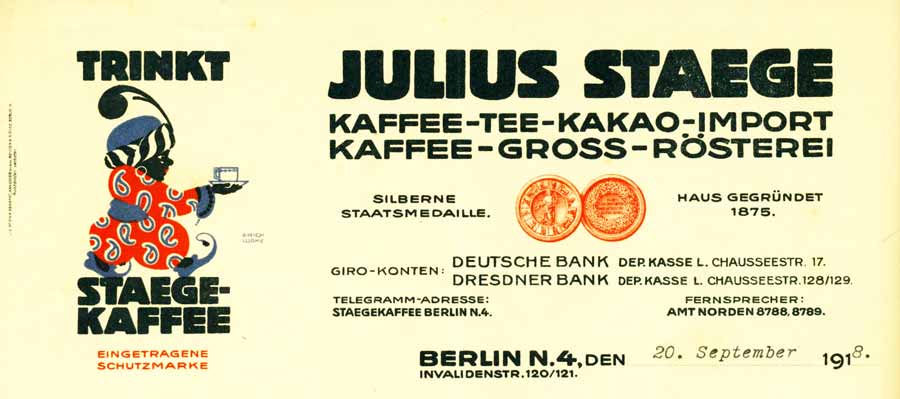 TRINKT
STAEGE-
KAFFEE
EINGETRAGENE
SCHUTZMARKE
JULIUS STAEGE
KAFFEE-TEE-KAKAO-IMPORT
KAFFEE-GROSS-RÖSTEREI
SILBERNE
STAATSMEDAILLE.
HAUS GEGRÜNDET
1875.
GIRO-KONTEN: DEUTSCHE BANK DEP. KASSE L. CHAUSSEESTR. 17.
DRESDNER BANK DEP. KASSE L. CHAUSSEESTR. 128/129.
TELEGRAMM-ADRESSE:
STAEGEKAFFEE BERLIN N.4.
FERNSPRECHER:
AMT NORDEN 8788, 8789.
BERLIN N.4, DEN 20. September 1918.
INVALIDENSTR. 120/121.